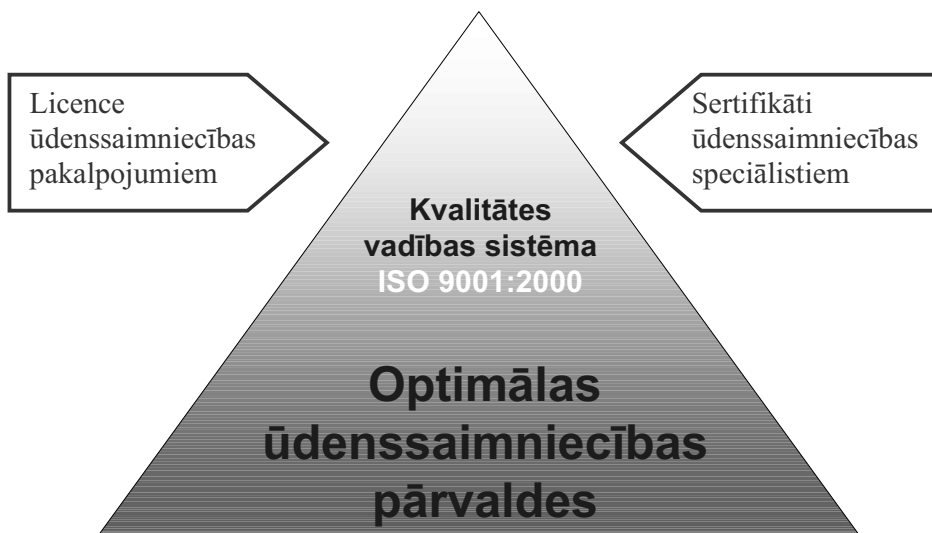 Licence
ūdenssaimniecības
pakalpojumiem
Sertifikāti
ūdenssaimniecības
speciālistiem
Kvalitātes
vadības sistēma
ISO 9001:2000
Optimālas
ūdenssaimniecības
pārvaldes